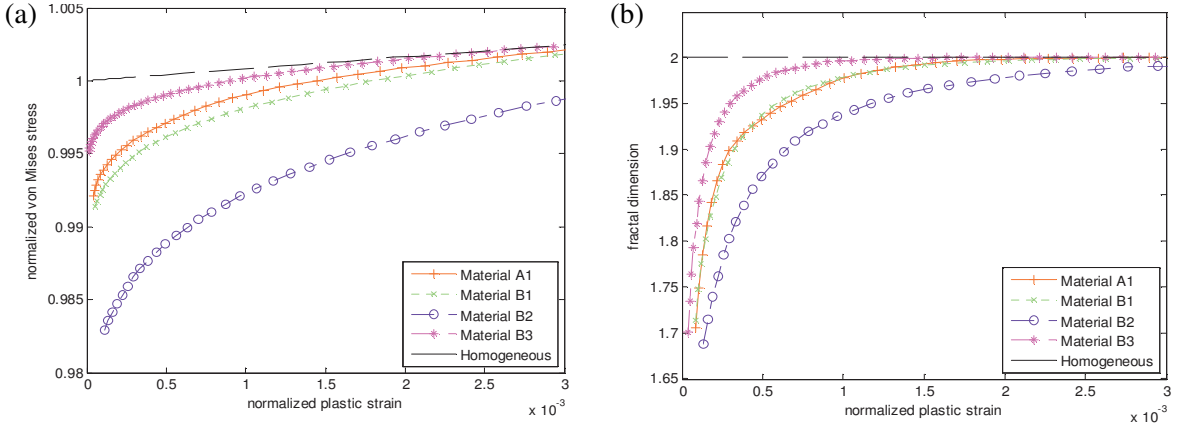 (a)
1.005
1
0.995
0.99
0.985
0.98
normalized von Mises stress
0 0.5 1 1.5 2 2.5 3
normalized plastic strain
x 10⁻³
Material A1
Material B1
Material B2
Material B3
Homogeneous
(b)
2
1.95
1.9
1.85
1.8
1.75
1.7
1.65
fractal dimension
0 0.5 1 1.5 2 2.5 3
normalized plastic strain
x 10⁻³
Material A1
Material B1
Material B2
Material B3
Homogeneous